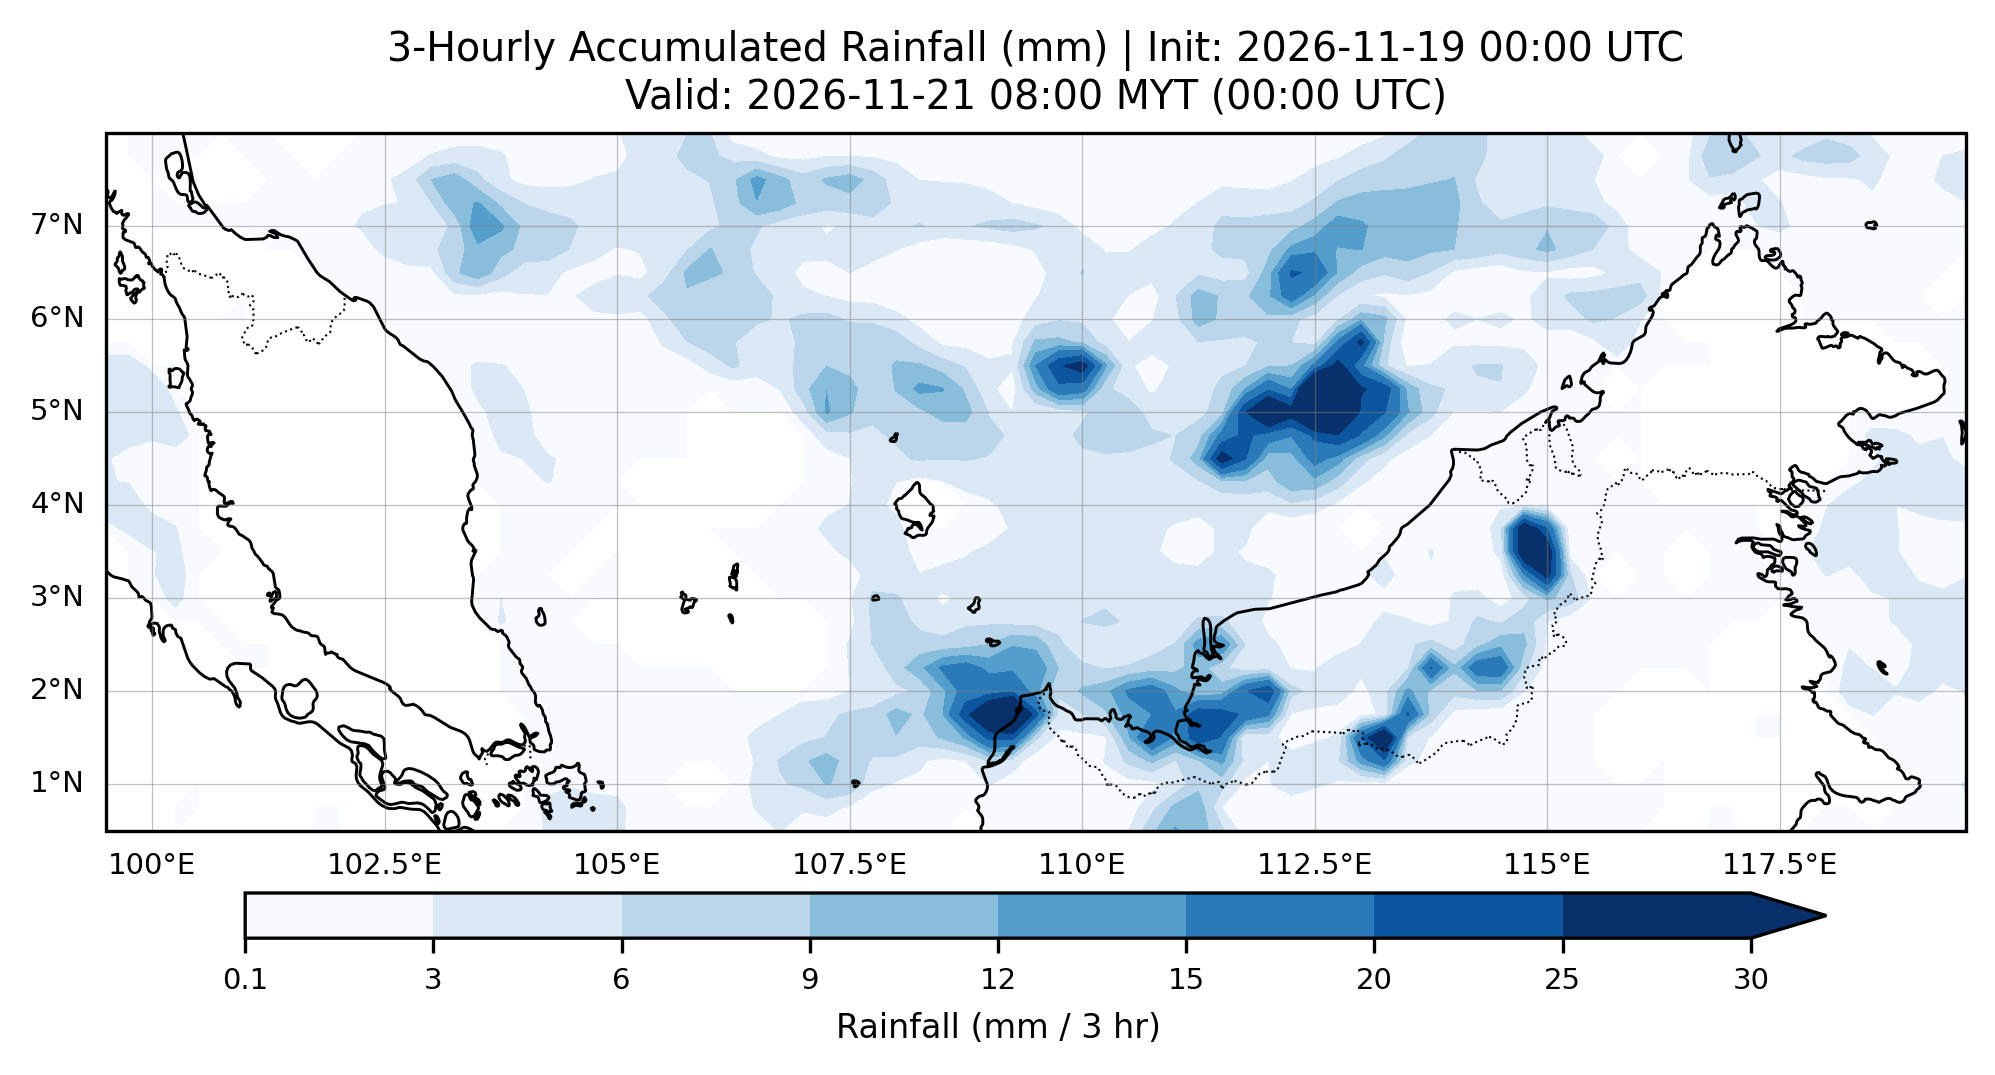 3-Hourly Accumulated Rainfall (mm) | Init: 2026-11-19 00:00 UTC
Valid: 2026-11-21 08:00 MYT (00:00 UTC)
7°N
6°N
5°N
4°N
3°N
2°N
1°N
100°E 102.5°E 105°E 107.5°E 110°E 112.5°E 115°E 117.5°E
0.1 3 6 9 12 15 20 25 30
Rainfall (mm / 3 hr)